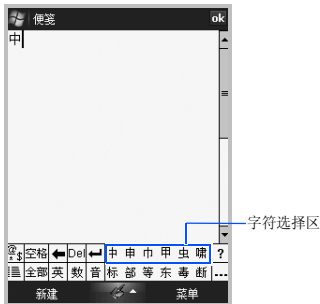 便笺 ok
中
字符选择区
@$ 空格 Del 中 申 巾 甲 虫 啸 ?
全部 英 数 音 标 部 等 东 毒 断 ...
新建 菜单